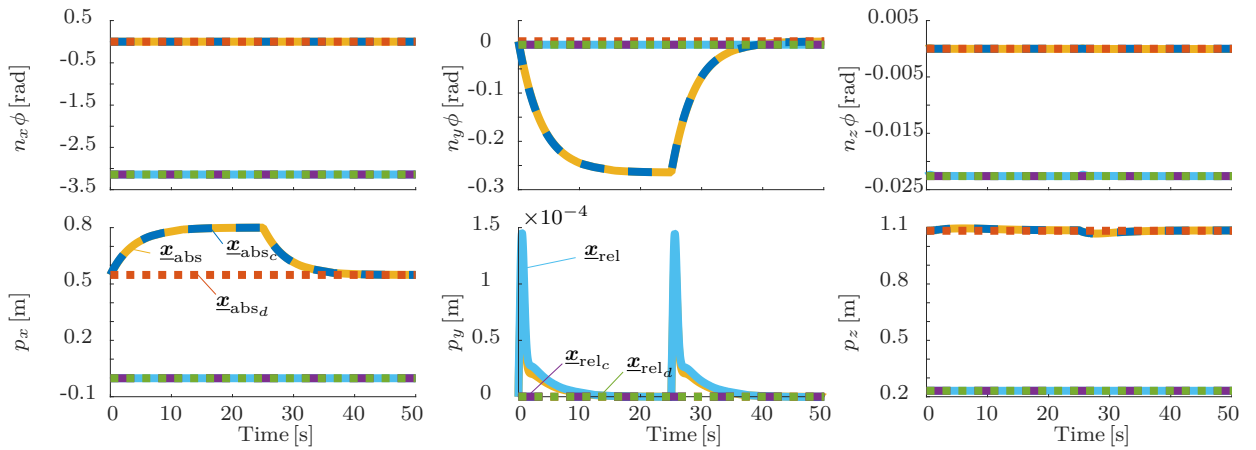 0.5
-0.5
-1.5
-2.5
-3.5
n_xϕ [rad]
0
-0.1
-0.2
-0.3
n_yϕ [rad]
0.005
-0.005
-0.015
-0.025
n_zϕ [rad]
0.8
0.5
0.2
-0.1
p_x [m]
x_abs
x_abs_c
x_abs_d
0 10 20 30 40 50
Time [s]
×10⁻⁴
1.5
1
0.5
0
p_y [m]
x_rel
x_rel_c
x_rel_d
0 10 20 30 40 50
Time [s]
1.1
0.8
0.5
0.2
p_z [m]
0 10 20 30 40 50
Time [s]